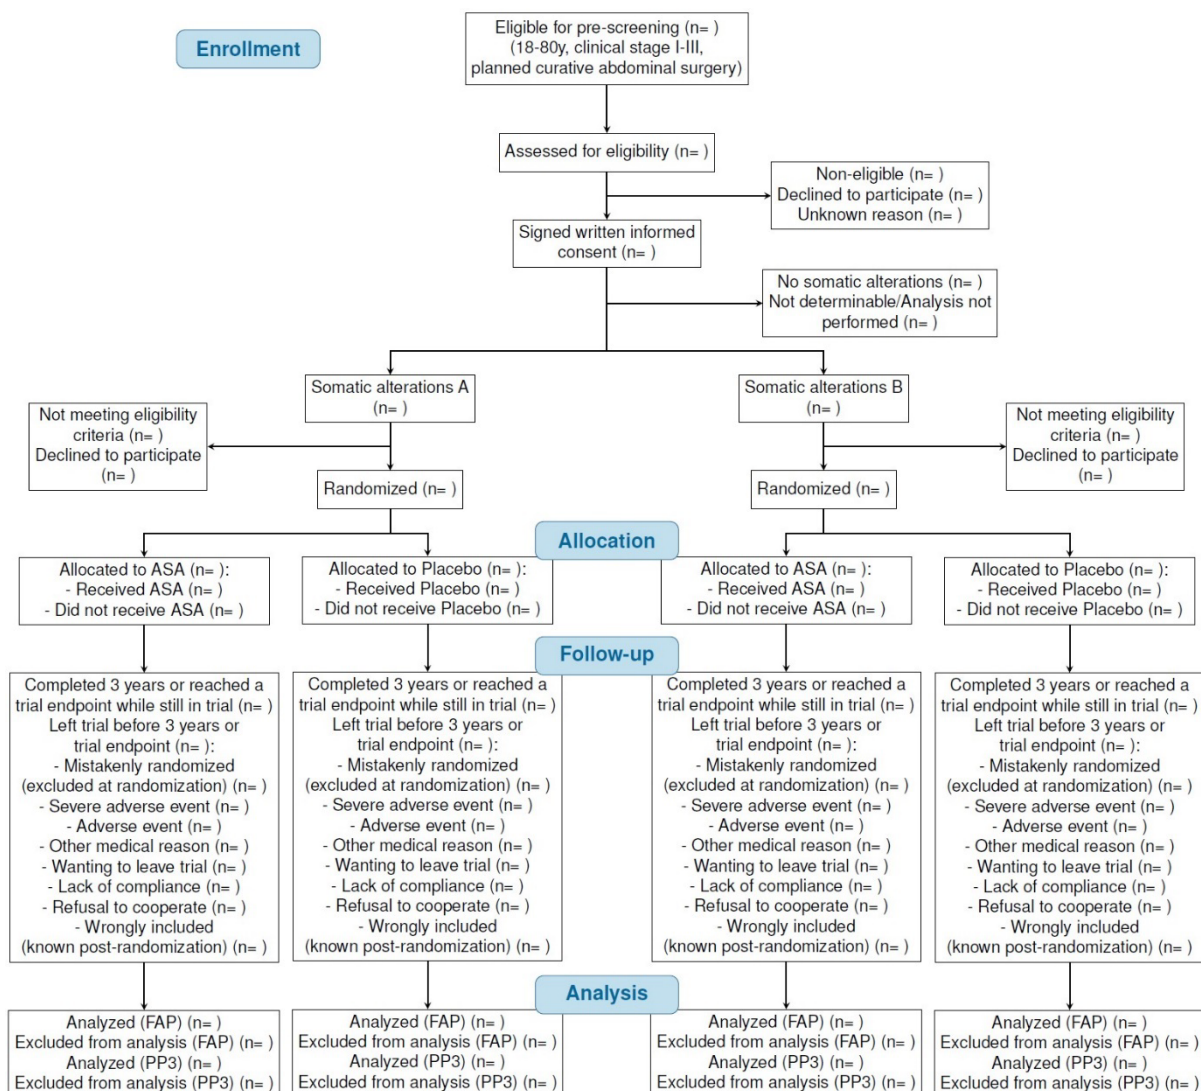 Enrollment
Eligible for pre-screening (n= )
(18-80y, clinical stage I-III,
planned curative abdominal surgery)
Assessed for eligibility (n= )
Non-eligible (n= )
Declined to participate (n= )
Unknown reason (n= )
Signed written informed
consent (n= )
No somatic alterations (n= )
Not determinable/Analysis not
performed (n= )
Somatic alterations A
(n= )
Somatic alterations B
(n= )
Not meeting eligibility
criteria (n= )
Declined to participate
(n= )
Not meeting eligibility
criteria (n= )
Declined to participate
(n= )
Randomized (n= )
Randomized (n= )
Allocation
Allocated to ASA (n= ):
- Received ASA (n= )
- Did not receive ASA (n= )
Allocated to Placebo (n= ):
- Received Placebo (n= )
- Did not receive Placebo (n= )
Allocated to ASA (n= ):
- Received ASA (n= )
- Did not receive ASA (n= )
Allocated to Placebo (n= ):
- Received Placebo (n= )
- Did not receive Placebo (n= )
Follow-up
Completed 3 years or reached a
trial endpoint while still in trial (n= )
Left trial before 3 years or
trial endpoint (n= ):
- Mistakenly randomized
(excluded at randomization) (n= )
- Severe adverse event (n= )
- Adverse event (n= )
- Other medical reason (n= )
- Wanting to leave trial (n= )
- Lack of compliance (n= )
- Refusal to cooperate (n= )
- Wrongly included
(known post-randomization) (n= )
Completed 3 years or reached a
trial endpoint while still in trial (n= )
Left trial before 3 years or
trial endpoint (n= ):
- Mistakenly randomized
(excluded at randomization) (n= )
- Severe adverse event (n= )
- Adverse event (n= )
- Other medical reason (n= )
- Wanting to leave trial (n= )
- Lack of compliance (n= )
- Refusal to cooperate (n= )
- Wrongly included
(known post-randomization) (n= )
Completed 3 years or reached a
trial endpoint while still in trial (n= )
Left trial before 3 years or
trial endpoint (n= ):
- Mistakenly randomized
(excluded at randomization) (n= )
- Severe adverse event (n= )
- Adverse event (n= )
- Other medical reason (n= )
- Wanting to leave trial (n= )
- Lack of compliance (n= )
- Refusal to cooperate (n= )
- Wrongly included
(known post-randomization) (n= )
Completed 3 years or reached a
trial endpoint while still in trial (n= )
Left trial before 3 years or
trial endpoint (n= ):
- Mistakenly randomized
(excluded at randomization) (n= )
- Severe adverse event (n= )
- Adverse event (n= )
- Other medical reason (n= )
- Wanting to leave trial (n= )
- Lack of compliance (n= )
- Refusal to cooperate (n= )
- Wrongly included
(known post-randomization) (n= )
Analysis
Analyzed (FAP) (n= )
Excluded from analysis (FAP) (n= )
Analyzed (PP3) (n= )
Excluded from analysis (PP3) (n= )
Analyzed (FAP) (n= )
Excluded from analysis (FAP) (n= )
Analyzed (PP3) (n= )
Excluded from analysis (PP3) (n= )
Analyzed (FAP) (n= )
Excluded from analysis (FAP) (n= )
Analyzed (PP3) (n= )
Excluded from analysis (PP3) (n= )
Analyzed (FAP) (n= )
Excluded from analysis (FAP) (n= )
Analyzed (PP3) (n= )
Excluded from analysis (PP3) (n= )